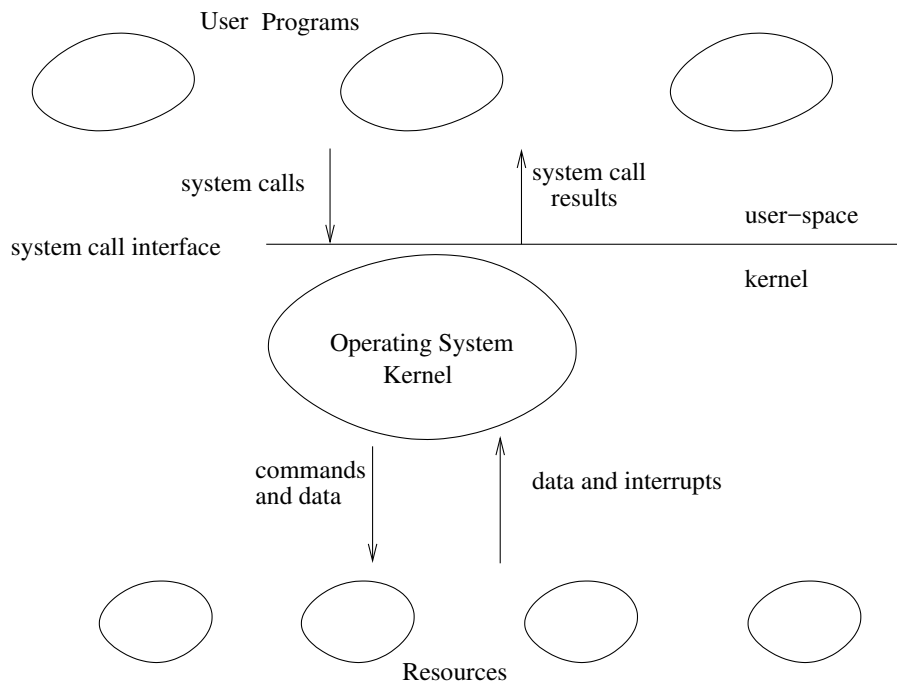 User Programs
system calls
system call
results
user−space
system call interface
kernel
Operating System
Kernel
commands
and data
data and interrupts
Resources